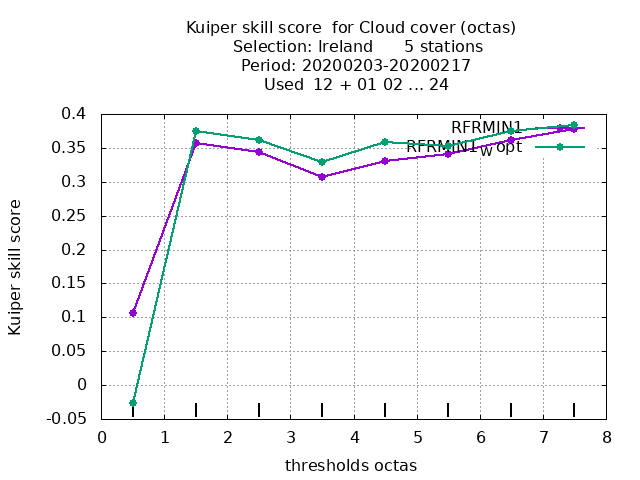 Kuiper skill score for Cloud cover (octas)
Selection: Ireland 5 stations
Period: 20200203-20200217
Used 12 + 01 02 ... 24
0.4
0.35
0.3
0.25
0.2
0.15
0.1
0.05
0
-0.05
Kuiper skill score
RFRMIN1
RFRMIN1w opt
0 1 2 3 4 5 6 7 8
thresholds octas